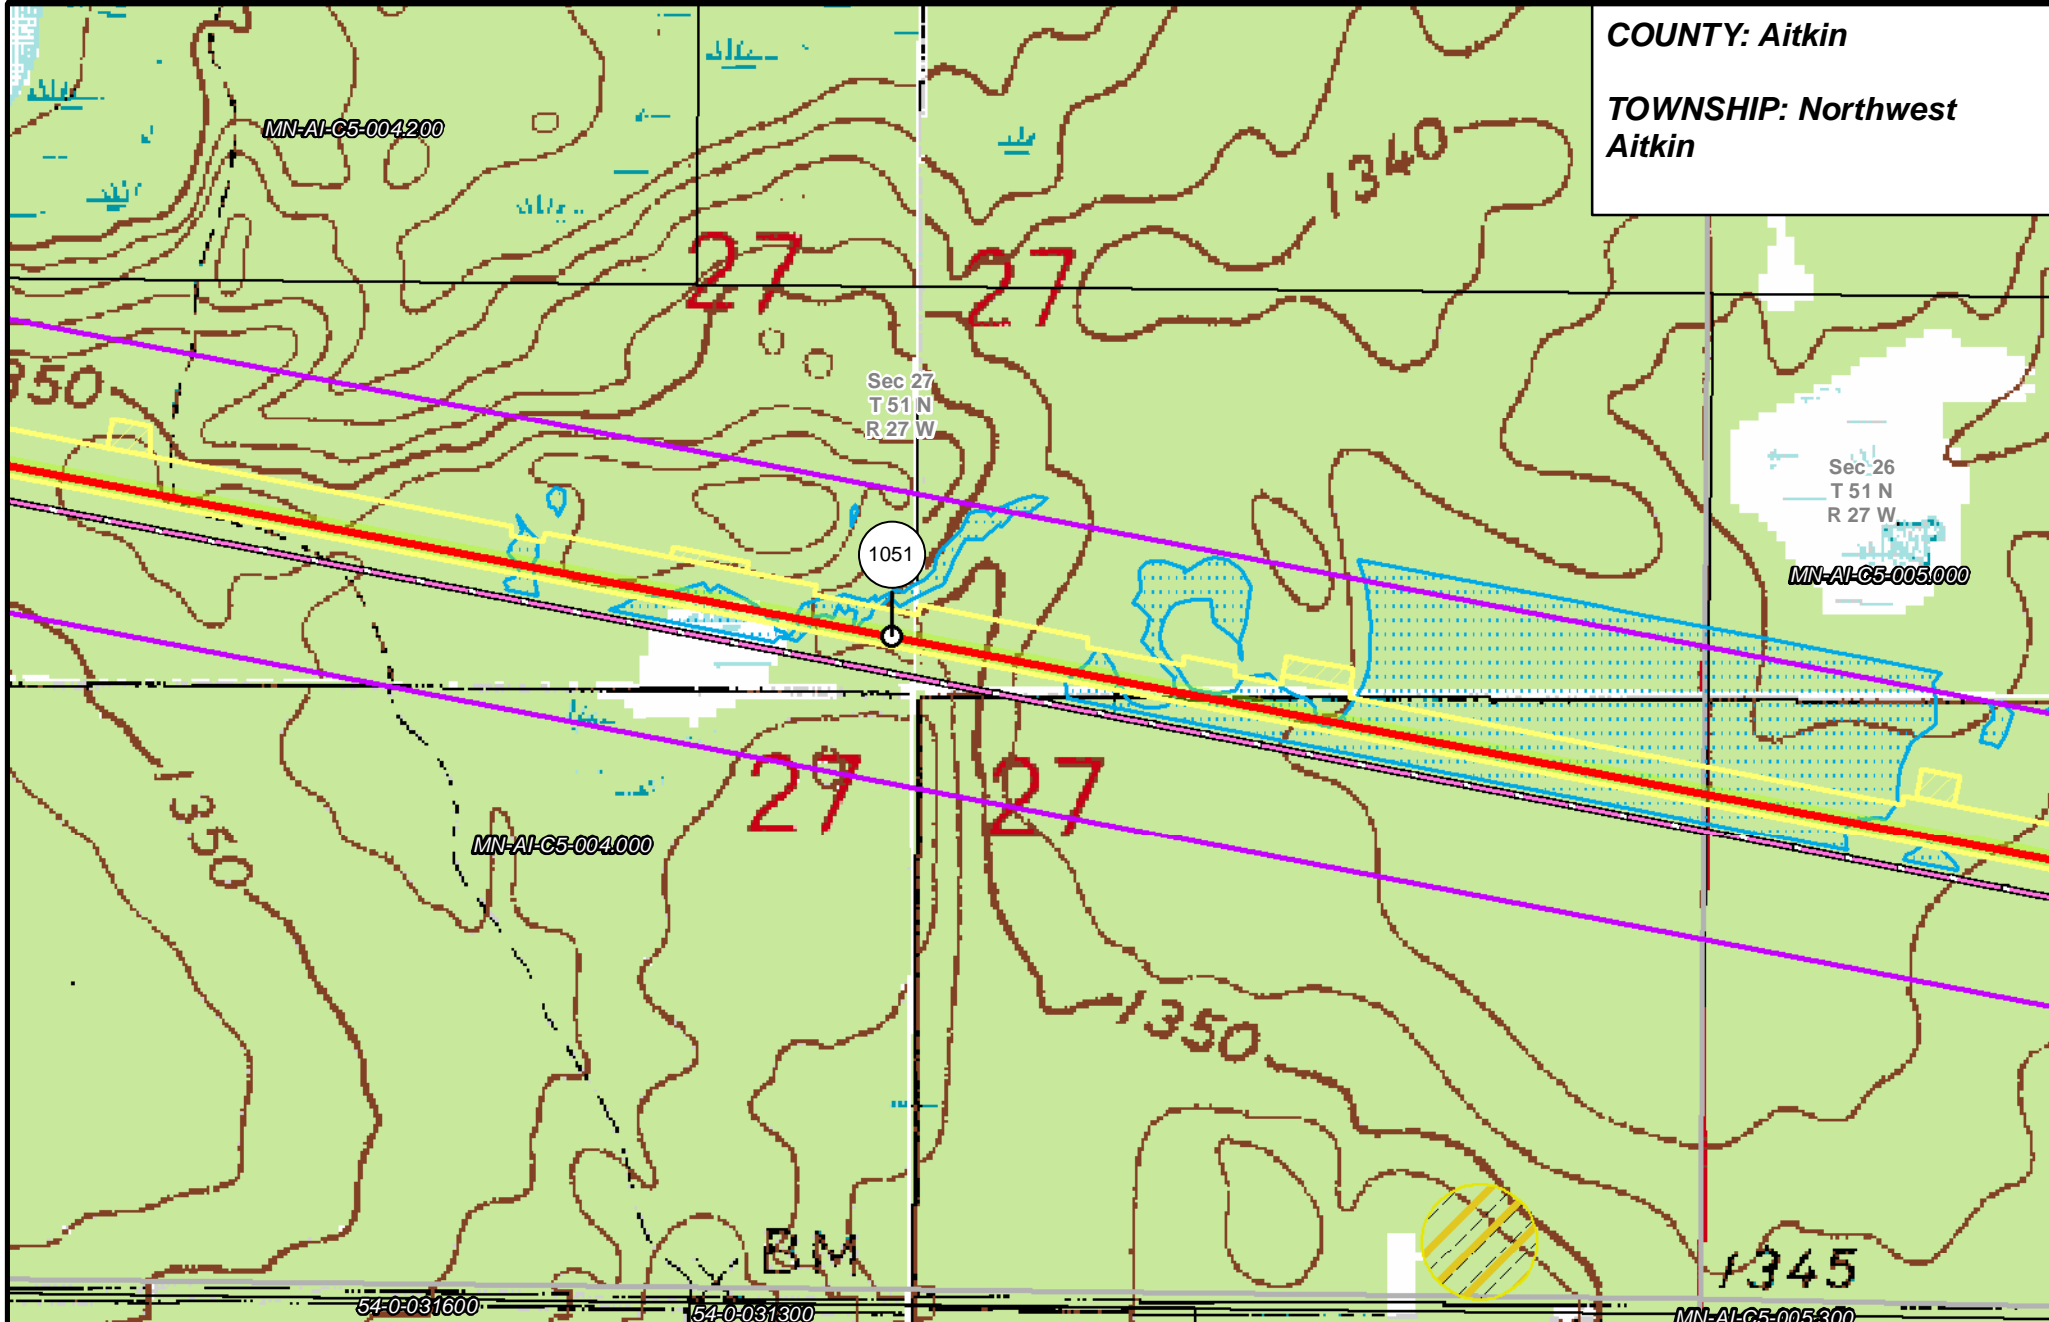 COUNTY: Aitkin
TOWNSHIP: Northwest
Aitkin
MN-AI-C5-004.200
1340
27
27
350
Sec 27
T 51 N
R 27 W
Sec 26
T 51 N
R 27 W
1051
MN-AI-C5-005.000
27
27
1350
MN-AI-C5-004.000
1350
BM
1345
54-0-031600
54-0-031300
MN-AI-C5-005.300